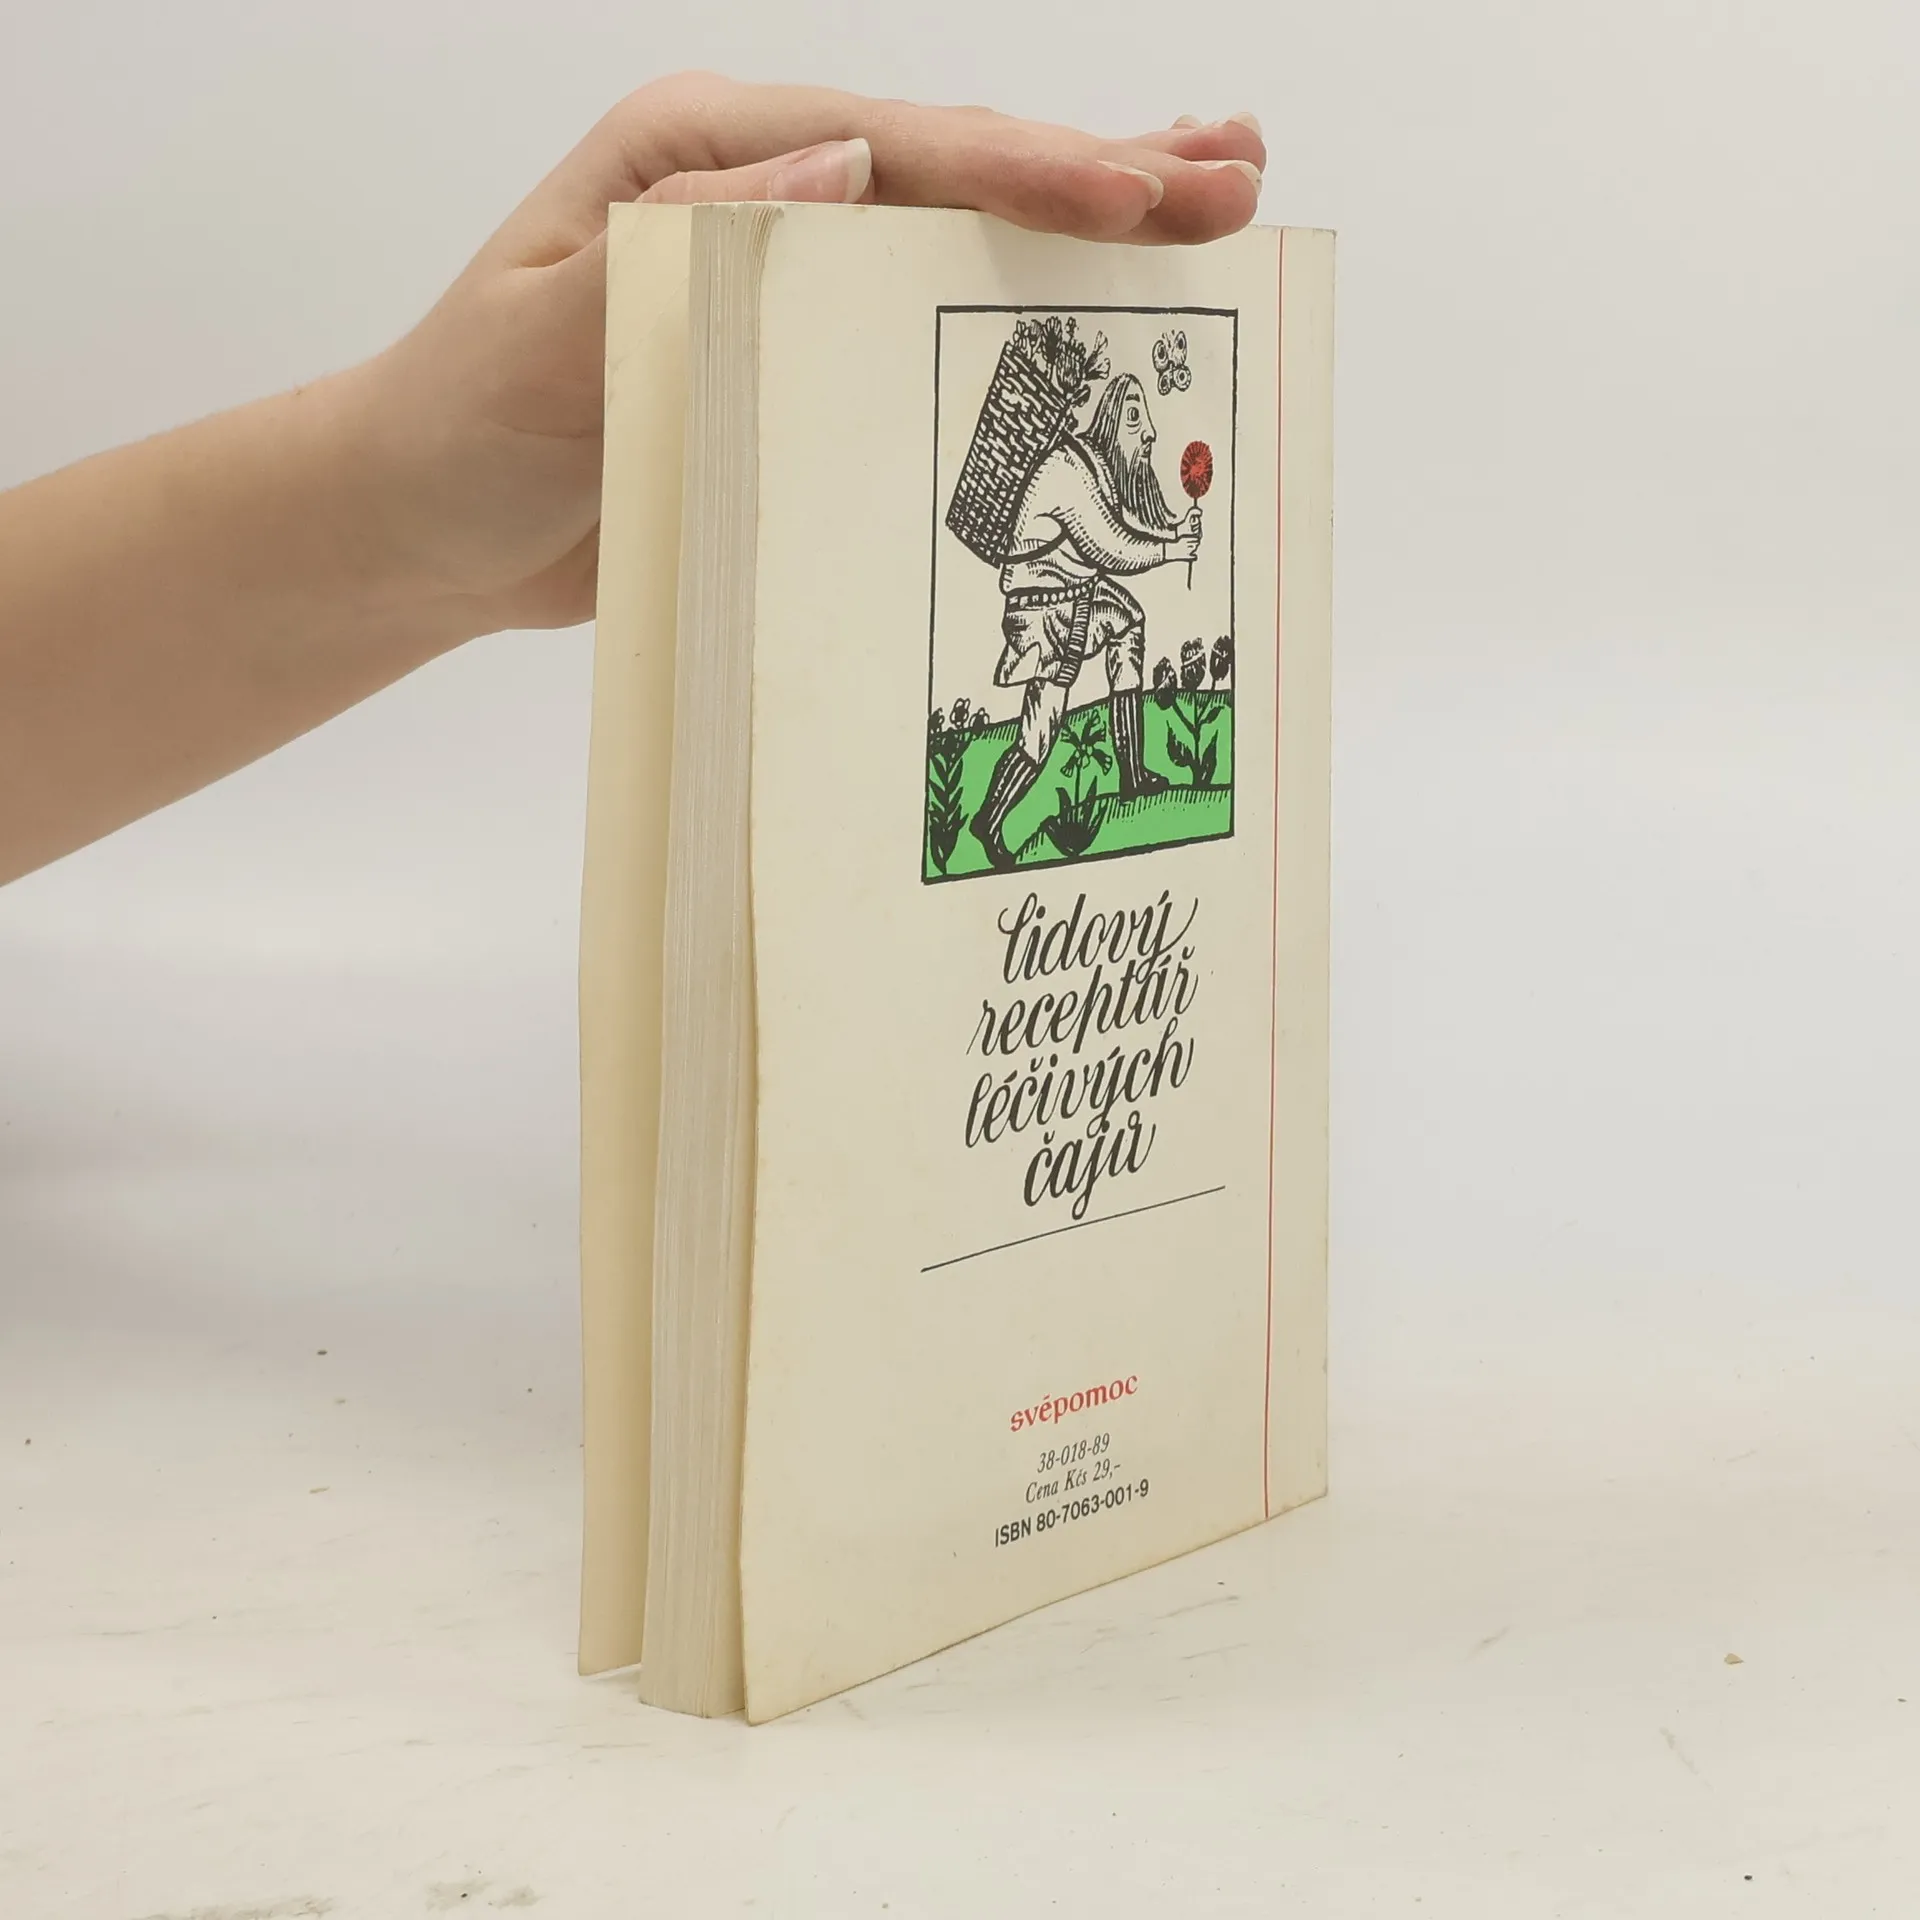 lidový
receptář
léčivých
čajů
svépomoc
38-018-89
Cena Kčs 29,-
ISBN 80-7063-001-9